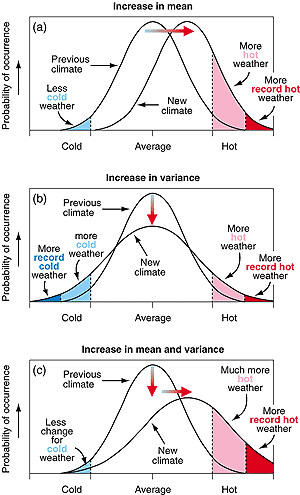 Increase in mean
(a)
Probability of occurrence
Previous
climate
Less
cold
weather
New
climate
More
hot
weather
More
record hot
weather
Cold
Average
Hot
Increase in variance
(b)
Probability of occurrence
Previous
climate
More
record
cold
weather
more
cold
weather
New
climate
More
hot
weather
More
record hot
weather
Cold
Average
Hot
Increase in mean and variance
(c)
Probability of occurrence
Previous
climate
Less
change
for
cold
weather
New
climate
Much more
hot
weather
More
record hot
weather
Cold
Average
Hot